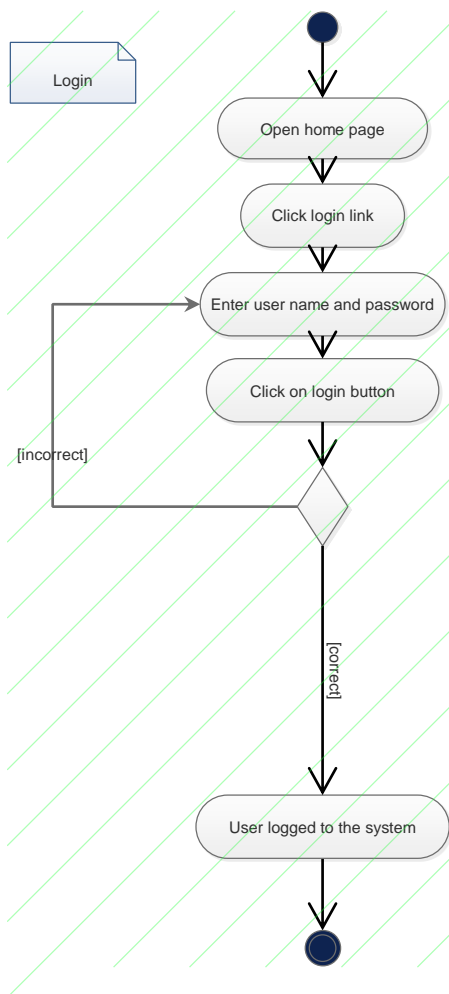 Login
Open home page
Click login link
Enter user name and password
Click on login button
[incorrect]
[correct]
User logged to the system